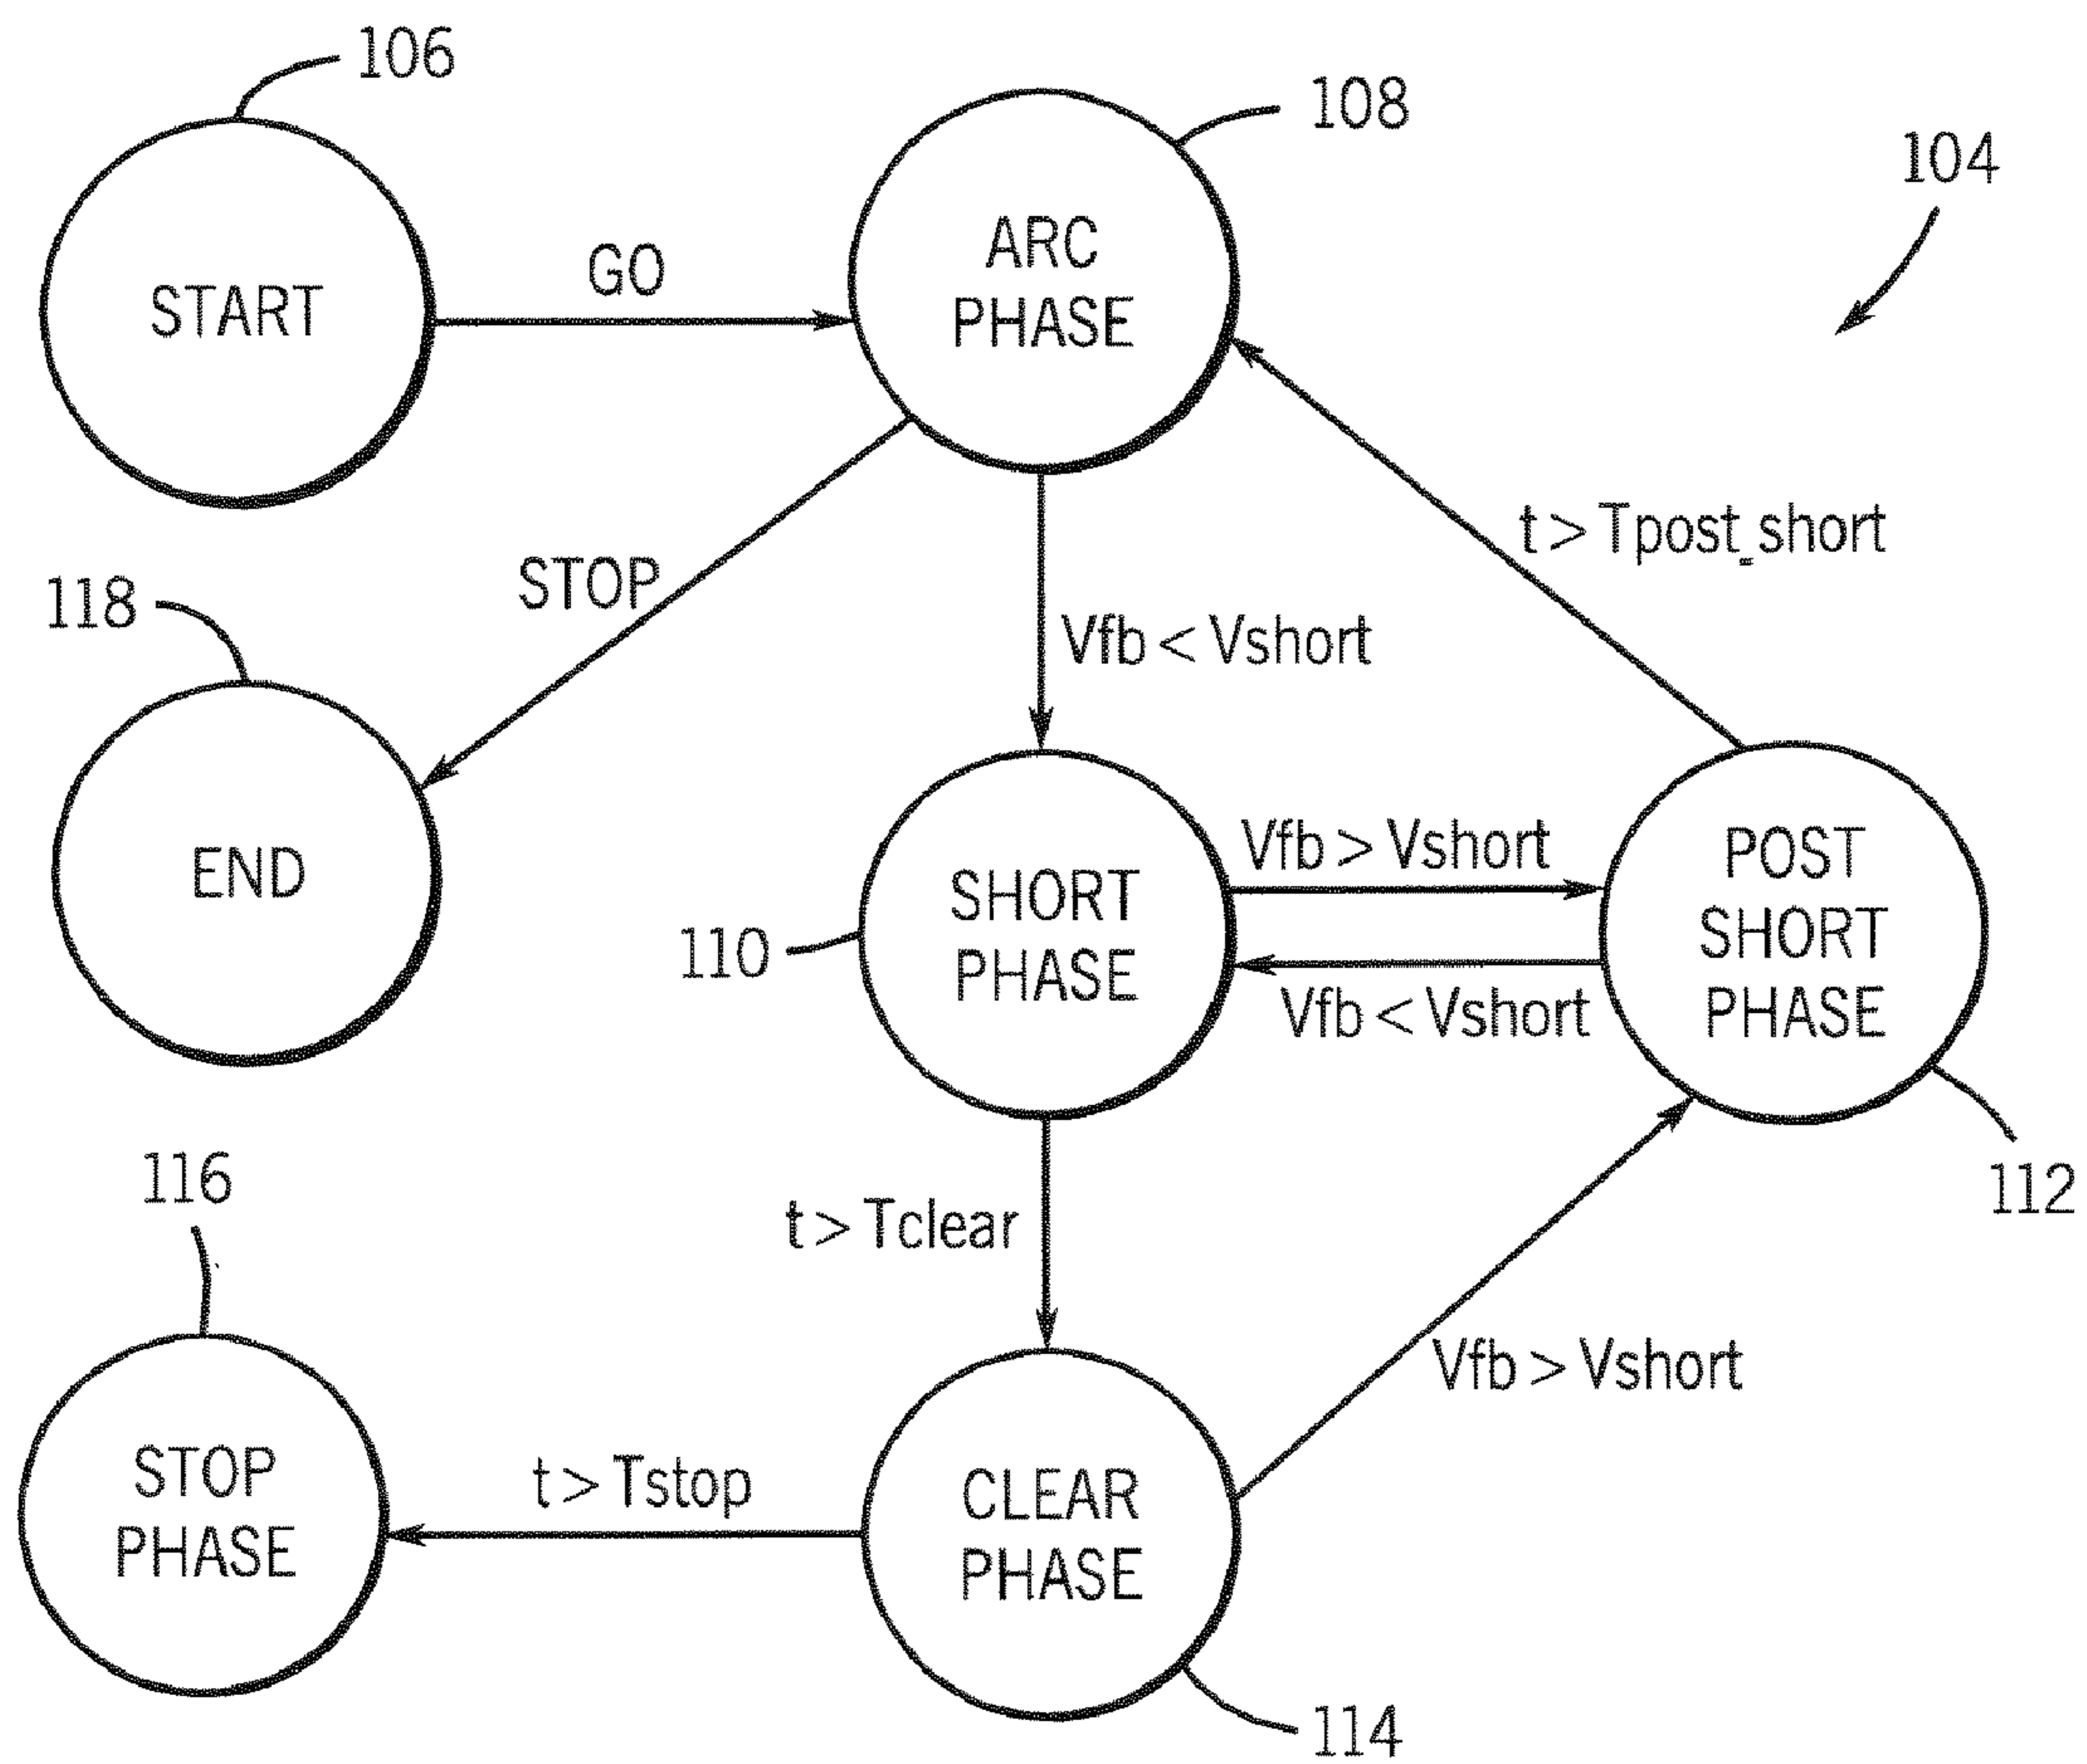 106
108
104
START
GO
ARC
PHASE
t > Tpost_short
STOP
118
Vfb < Vshort
END
SHORT
PHASE
110
Vfb > Vshort
Vfb < Vshort
POST
SHORT
PHASE
112
116
t > Tclear
Vfb > Vshort
STOP
PHASE
t > Tstop
CLEAR
PHASE
114